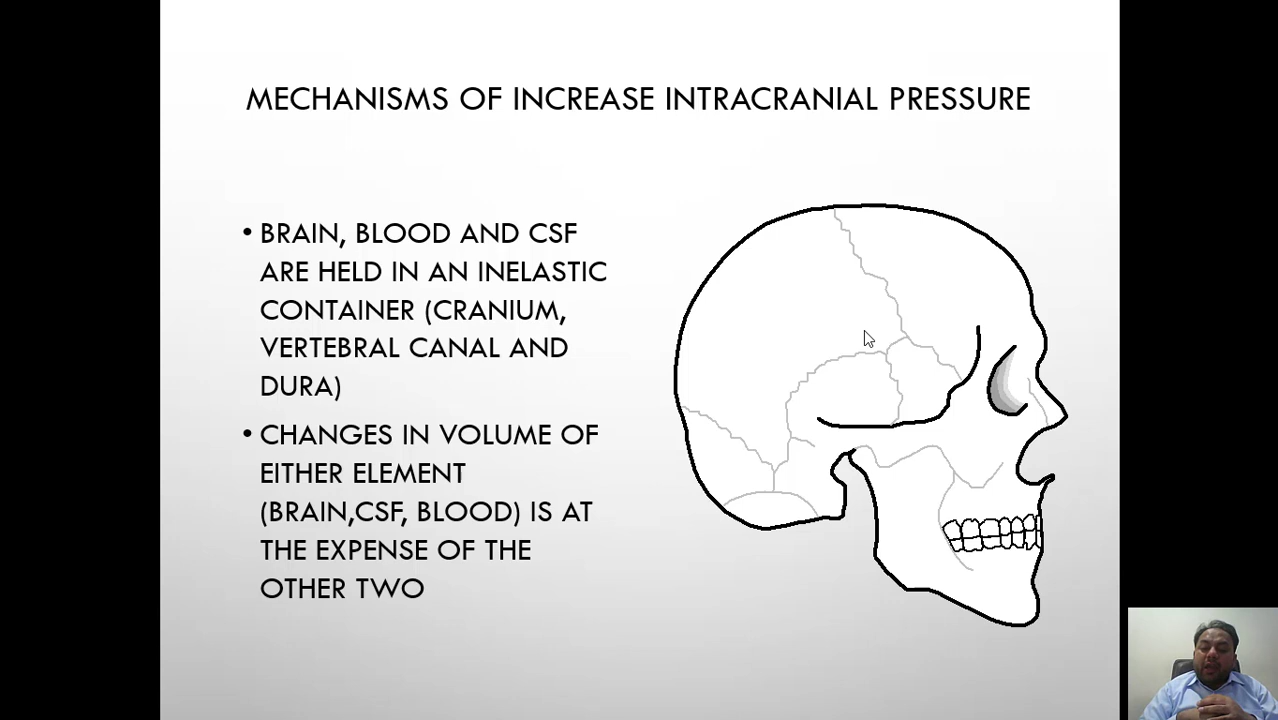 MECHANISMS OF INCREASE INTRACRANIAL PRESSURE
• BRAIN, BLOOD AND CSF
ARE HELD IN AN INELASTIC
CONTAINER (CRANIUM,
VERTEBRAL CANAL AND
DURA)
• CHANGES IN VOLUME OF
EITHER ELEMENT
(BRAIN,CSF, BLOOD) IS AT
THE EXPENSE OF THE
OTHER TWO